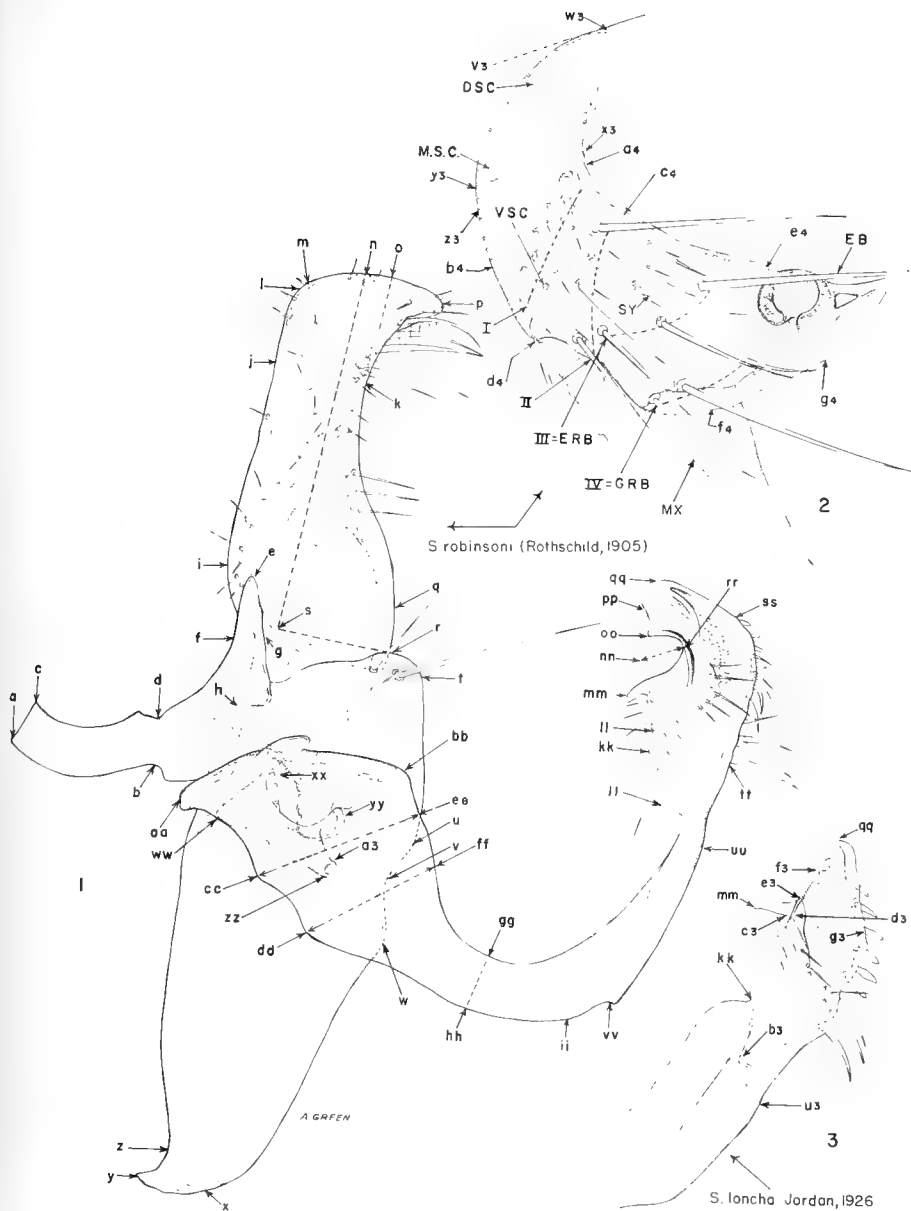 w3
v3
DSC
x3
a4
M.S.C.
y3
c4
VSC
z3
e4
EB
m
n
o
b4
l
p
SY
I
j
d4
k
II
g4
III=ERB
f4
IV=GRB
MX
2
S robinsoni (Rothschild, 1905)
i
e
q
qq
rr
ss
pp
s
oo
f
g
r
nn
a
c
d
t
mm
h
ll
kk
bb
b
xx
jj
tt
aa
yy
ee
u
qq
ww
a3
v
ff
uu
f3
1
cc
e3
zz
mm
d3
c3
g3
dd
gg
kk
w
hh
ii
vv
b3
A GREEN
u3
z
3
y
x
S. loncha Jordan, 1926